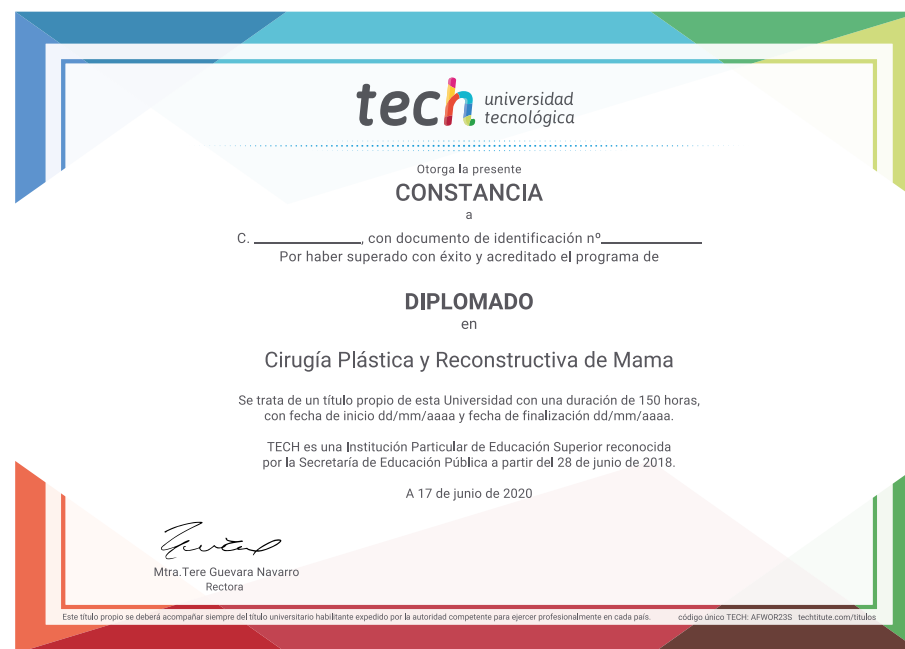 tech universidad
tecnológica
Otorga la presente
CONSTANCIA
a
C. ____________, con documento de identificación nº____________
Por haber superado con éxito y acreditado el programa de
DIPLOMADO
en
Cirugía Plástica y Reconstructiva de Mama
Se trata de un título propio de esta Universidad con una duración de 150 horas,
con fecha de inicio dd/mm/aaaa y fecha de finalización dd/mm/aaaa.
TECH es una Institución Particular de Educación Superior reconocida
por la Secretaría de Educación Pública a partir del 28 de junio de 2018.
A 17 de junio de 2020
Mtra.Tere Guevara Navarro
Rectora
Este título propio se deberá acompañar siempre del título universitario habilitante expedido por la autoridad competente para ejercer profesionalmente en cada país. código único TECH: AFWOR23S techtitute.com/titulos